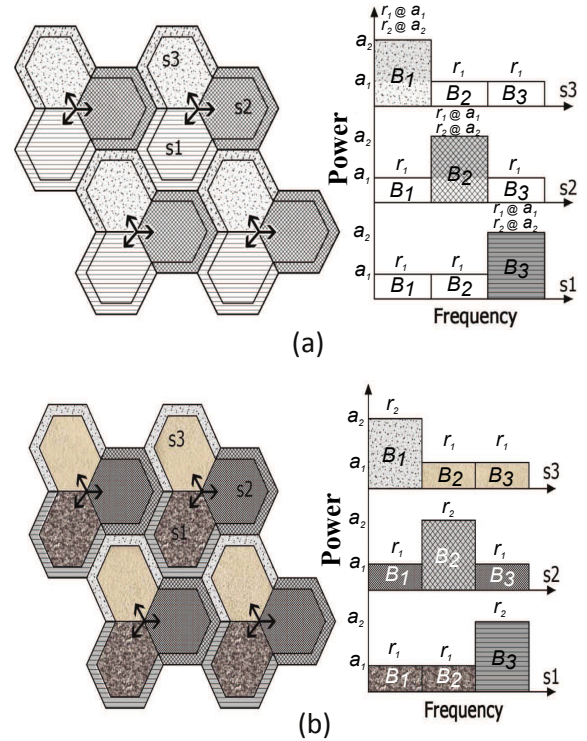 s3
s2
s1
Power
r1 @ a1
r2 @ a2
a2
a1
r1
r1
B1
B2
B3
s3
r1 @ a1
r2 @ a2
a2
a1
r1
r1
B1
B2
B3
s2
r1 @ a1
r2 @ a2
a2
a1
r1
r1
B1
B2
B3
s1
Frequency
(a)
s3
s2
s1
Power
r2
a2
a1
r1
r1
B1
B2
B3
s3
r2
a2
a1
r1
r1
B1
B2
B3
s2
r2
a2
a1
r1
r1
B1
B2
B3
s1
Frequency
(b)